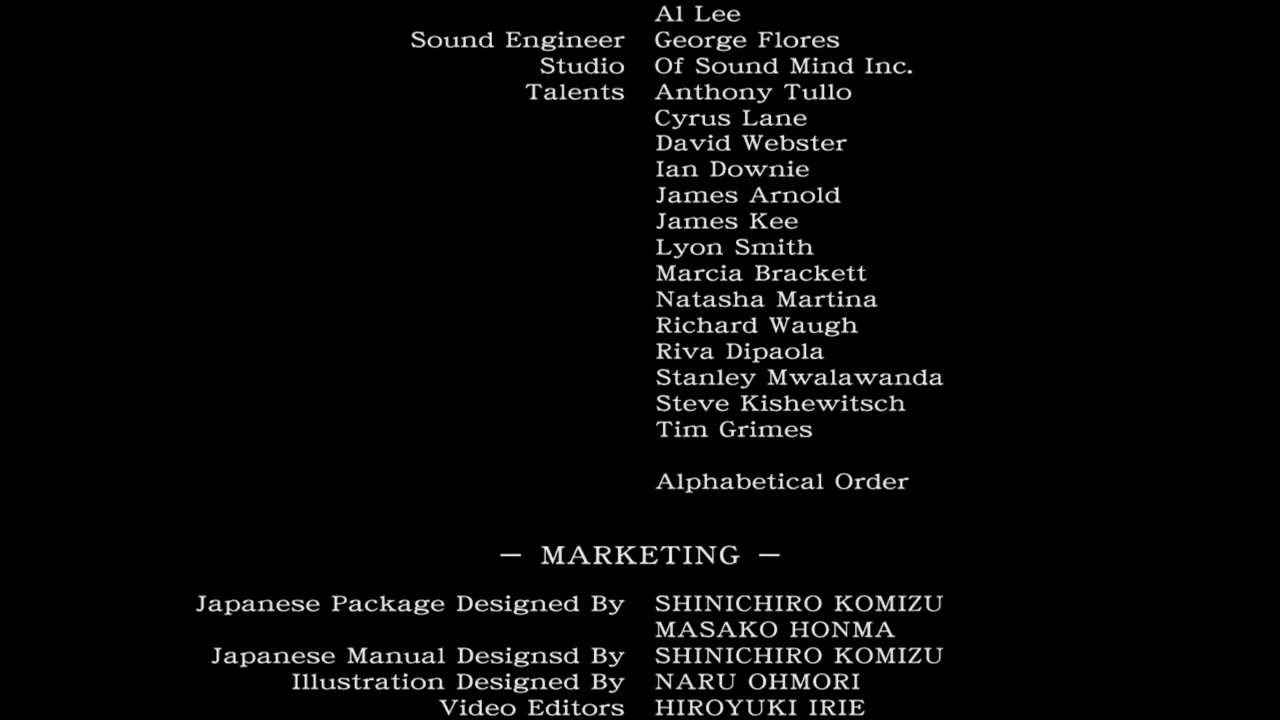 Al Lee
Sound Engineer George Flores
Studio Of Sound Mind Inc.
Talents Anthony Tullo
Cyrus Lane
David Webster
Ian Downie
James Arnold
James Kee
Lyon Smith
Marcia Brackett
Natasha Martina
Richard Waugh
Riva Dipaola
Stanley Mwalawanda
Steve Kishewitsch
Tim Grimes
Alphabetical Order
— MARKETING —
Japanese Package Designed By SHINICHIRO KOMIZU
MASAKO HONMA
Japanese Manual Designsd By SHINICHIRO KOMIZU
Illustration Designed By NARU OHMORI
Video Editors HIROYUKI IRIE